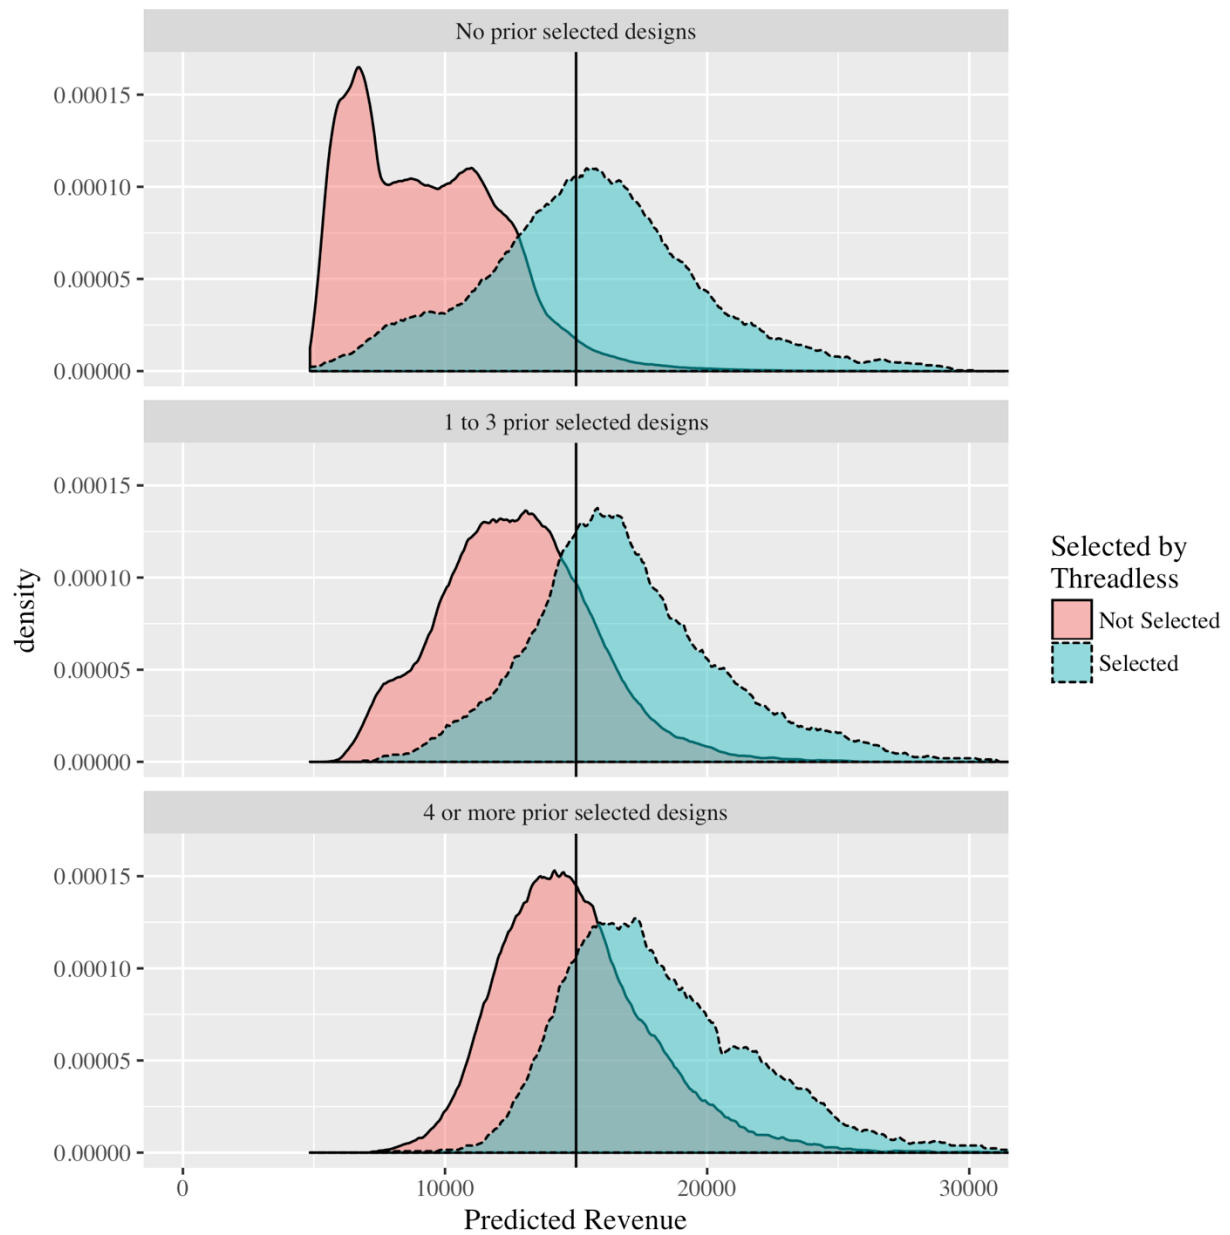 No prior selected designs
0.00015
0.00010
0.00005
0.00000
1 to 3 prior selected designs
0.00015
0.00010
0.00005
0.00000
4 or more prior selected designs
0.00015
0.00010
0.00005
0.00000
0 10000 20000 30000
Predicted Revenue
density
Selected by
Threadless
Not Selected
Selected